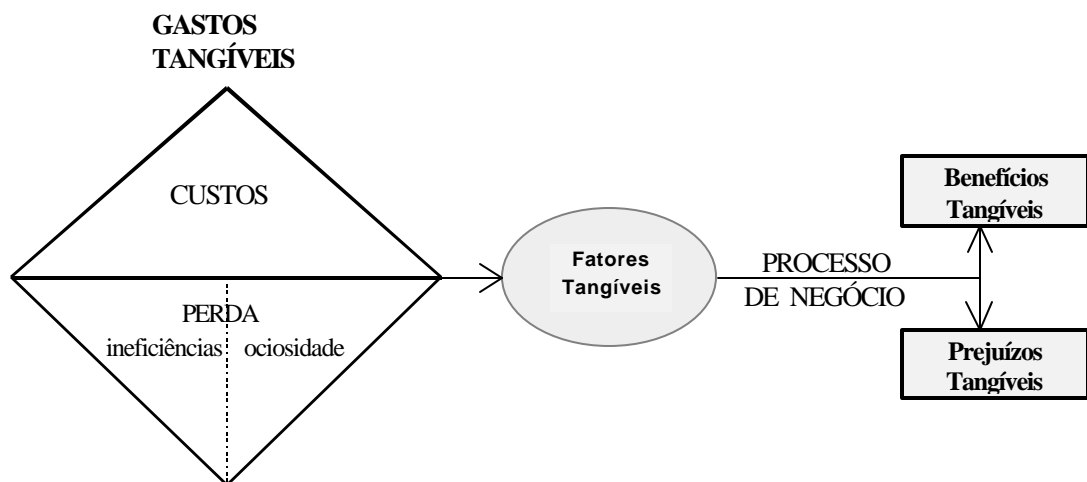 GASTOS
TANGÍVEIS
CUSTOS
PERDA
ineficiências ociosidade
Fatores
Tangíveis
PROCESSO
DE NEGÓCIO
Benefícios
Tangíveis
Prejuízos
Tangíveis